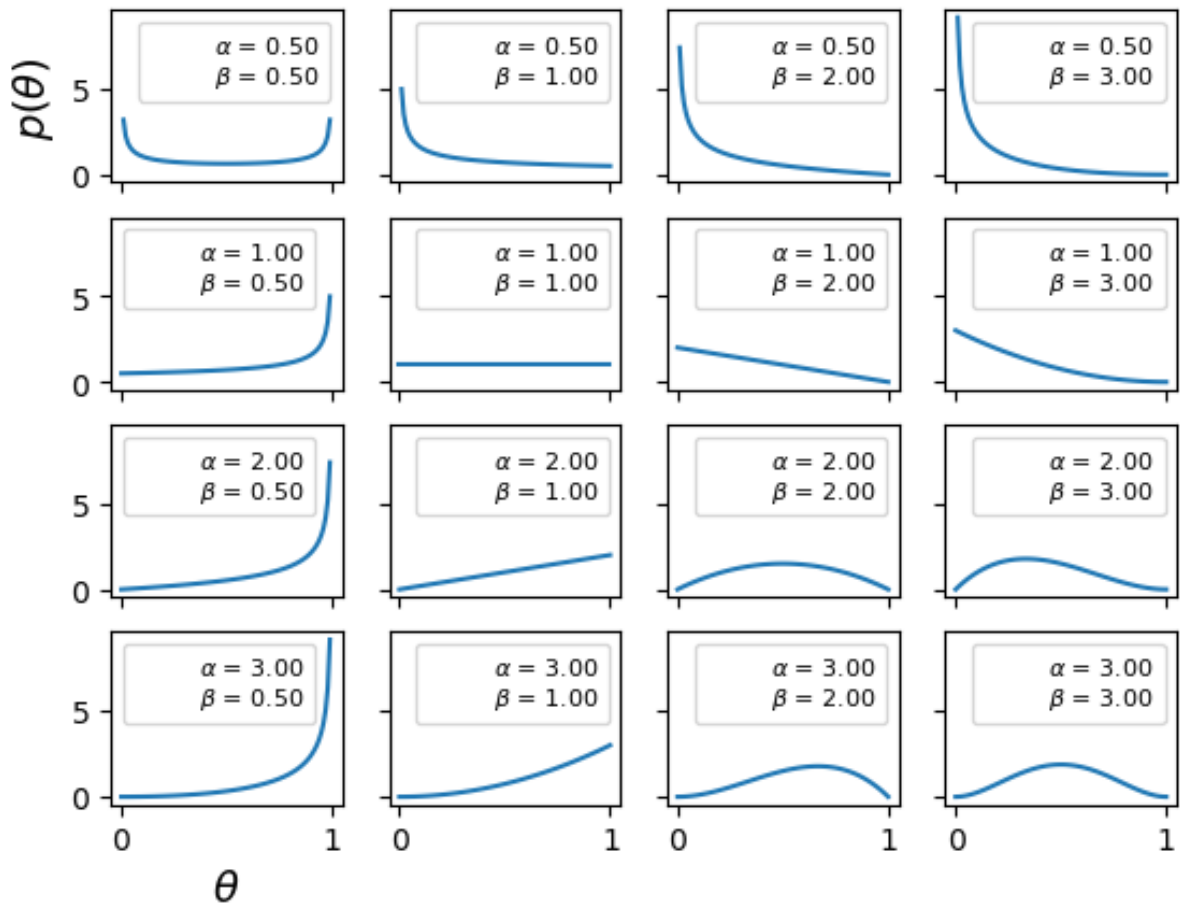 p(θ)
α = 0.50
β = 0.50
α = 0.50
β = 1.00
α = 0.50
β = 2.00
α = 0.50
β = 3.00
5
0
α = 1.00
β = 0.50
α = 1.00
β = 1.00
α = 1.00
β = 2.00
α = 1.00
β = 3.00
5
0
α = 2.00
β = 0.50
α = 2.00
β = 1.00
α = 2.00
β = 2.00
α = 2.00
β = 3.00
5
0
α = 3.00
β = 0.50
α = 3.00
β = 1.00
α = 3.00
β = 2.00
α = 3.00
β = 3.00
5
0
0 1 0 1 0 1 0 1
θ